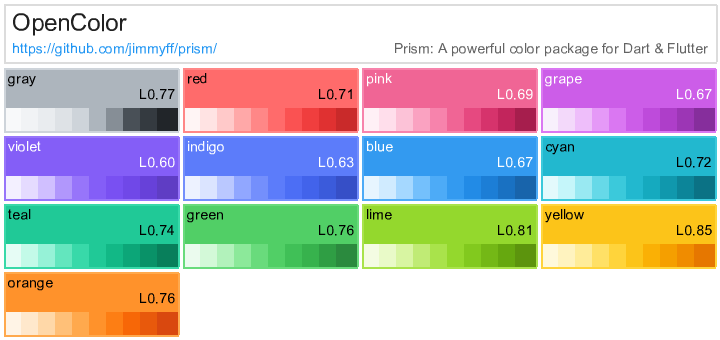 OpenColor
https://github.com/jimmyff/prism/ Prism: A powerful color package for Dart & Flutter
gray
L0.77
red
L0.71
pink
L0.69
grape
L0.67
violet
L0.60
indigo
L0.63
blue
L0.67
cyan
L0.72
teal
L0.74
green
L0.76
lime
L0.81
yellow
L0.85
orange
L0.76